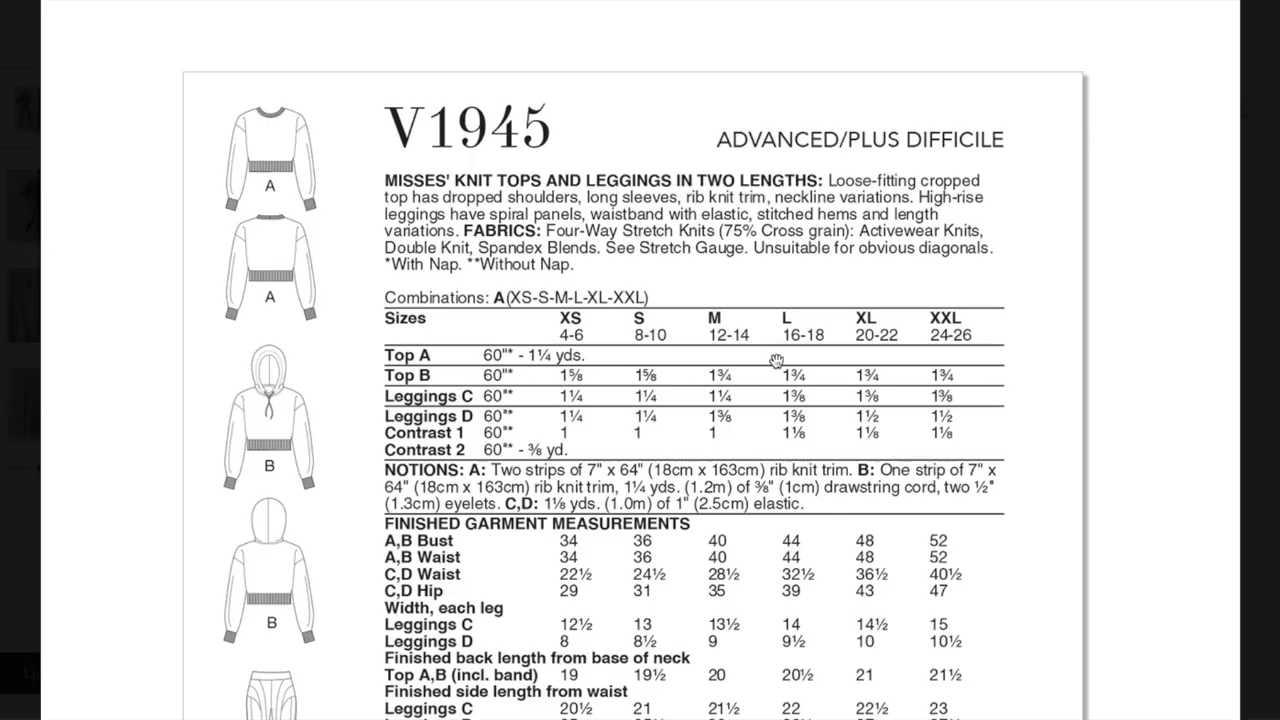 V1945
ADVANCED/PLUS DIFFICILE
MISSES' KNIT TOPS AND LEGGINGS IN TWO LENGTHS: Loose-fitting cropped
top has dropped shoulders, long sleeves, rib knit trim, neckline variations. High-rise
leggings have spiral panels, waistband with elastic, stitched hems and length
variations. FABRICS: Four-Way Stretch Knits (75% Cross grain): Activewear Knits,
Double Knit, Spandex Blends. See Stretch Gauge. Unsuitable for obvious diagonals.
*With Nap. **Without Nap.
Combinations: A(XS-S-M-L-XL-XXL)
Sizes XS S M L XL XXL
4-6 8-10 12-14 16-18 20-22 24-26
Top A 60"* - 1¼ yds.
Top B 60"* 1⅝ 1⅝ 1¾ 1¾ 1¾ 1¾
Leggings C 60"* 1¼ 1¼ 1¼ 1⅜ 1⅜ 1⅜
Leggings D 60"* 1¼ 1¼ 1⅜ 1⅜ 1½ 1½
Contrast 1 60"* 1 1 1 1⅛ 1⅛ 1⅛
Contrast 2 60"* - ⅜ yd.
NOTIONS: A: Two strips of 7" x 64" (18cm x 163cm) rib knit trim. B: One strip of 7" x
64" (18cm x 163cm) rib knit trim, 1¼ yds. (1.2m) of ⅜" (1cm) drawstring cord, two ½"
(1.3cm) eyelets. C,D: 1⅛ yds. (1.0m) of 1" (2.5cm) elastic.
FINISHED GARMENT MEASUREMENTS
A,B Bust 34 36 40 44 48 52
A,B Waist 34 36 40 44 48 52
C,D Waist 22½ 24½ 28½ 32½ 36½ 40½
C,D Hip 29 31 35 39 43 47
Width, each leg
Leggings C 12½ 13 13½ 14 14½ 15
Leggings D 8 8½ 9 9½ 10 10½
Finished back length from base of neck
Top A,B (incl. band) 19 19½ 20 20½ 21 21½
Finished side length from waist
Leggings C 20½ 21 21½ 22 22½ 23
A
A
B
B